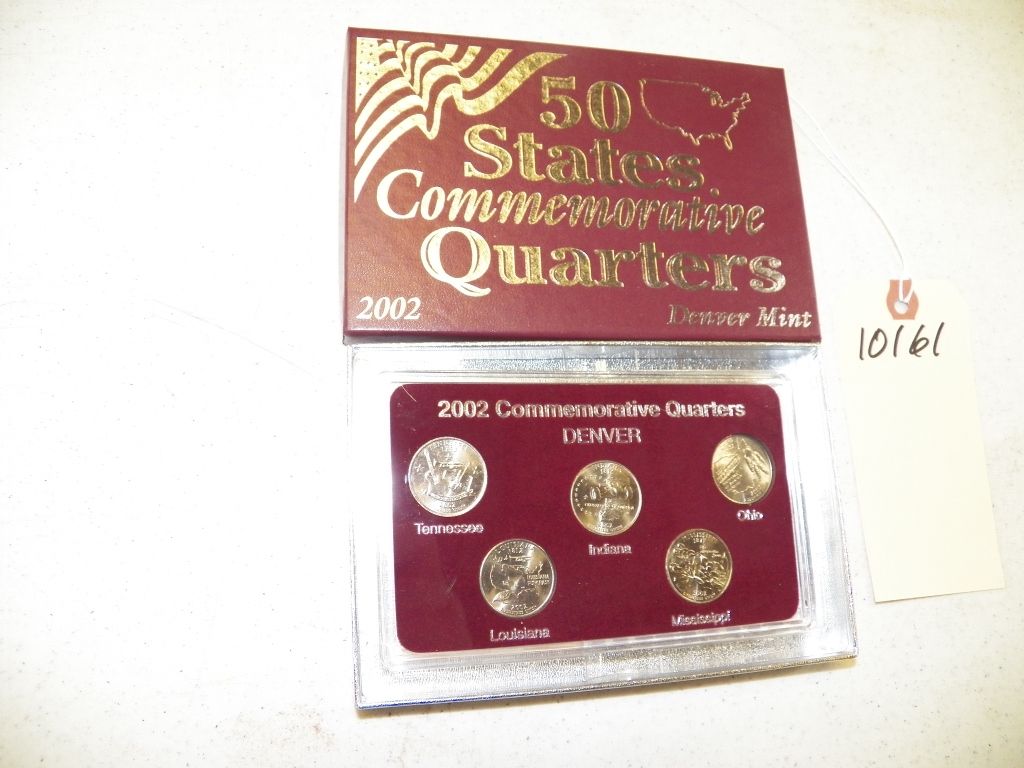 50
States
Commemorative
Quarters
2002 Denver Mint
10161
2002 Commemorative Quarters
DENVER
Tennessee
Indiana
Ohio
Louisiana
Mississippi